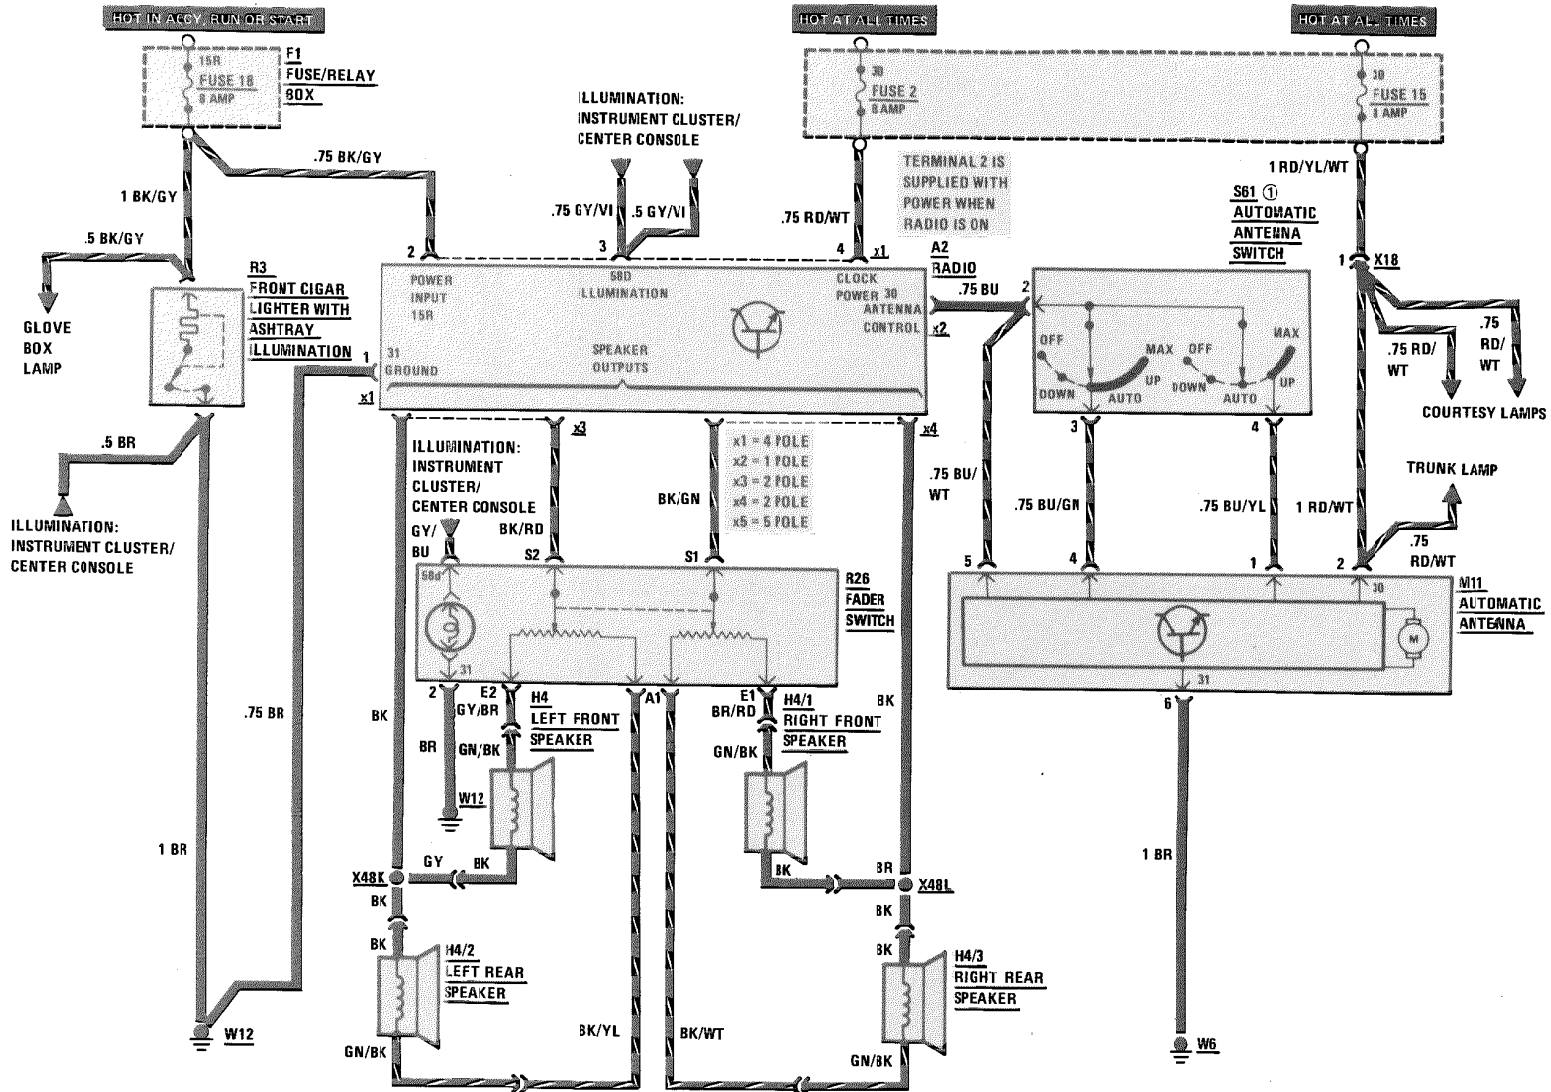 HOT IN ACCY, RUN OR START
HOT AT ALL TIMES
HOT AT ALL TIMES
15R
FUSE 18
8 AMP
F1
FUSE/RELAY
BOX
30
FUSE 2
8 AMP
30
FUSE 15
ILLUMINATION:
INSTRUMENT CLUSTER/
CENTER CONSOLE
.75 BK/GY
1 BK/GY
.5 BK/GY
.75 GY/VI
.5 GY/VI
.75 RD/WT
TERMINAL 2 IS
SUPPLIED WITH
POWER WHEN
RADIO IS ON
1 RD/YL/WT
S61 ①
AUTOMATIC
ANTENNA
SWITCH
2
3
4
x1
A2
RADIO
1
X18
R3
FRONT CIGAR
LIGHTER WITH
ASHTRAY
ILLUMINATION
GLOVE
BOX
LAMP
POWER
INPUT
15R
58D
ILLUMINATION
CLOCK
POWER 30
ANTENNA
CONTROL
x2
.75 BU
2
31
GROUND
SPEAKER
OUTPUTS
1
x1
OFF
MAX
UP
DOWN
AUTO
OFF
MAX
UP
DOWN
AUTO
.75 RD/
WT
.75
RD/
WT
COURTESY LAMPS
x3
x4
3
4
.5 BR
ILLUMINATION:
INSTRUMENT CLUSTER/
CENTER CONSOLE
ILLUMINATION:
INSTRUMENT
CLUSTER/
CENTER CONSOLE
GY/
BU
BK/RD
BK/GN
x1 = 4 POLE
x2 = 1 POLE
x3 = 2 POLE
x4 = 2 POLE
x5 = 5 POLE
.75 BU/
WT
.75 BU/GN
.75 BU/YL
1 RD/WT
TRUNK LAMP
.75
RD/WT
S2
S1
5
4
1
2
58d
31
R26
FADER
SWITCH
30
31
M
M11
AUTOMATIC
ANTENNA
2
E2
A1
E1
6
BK
.75 BR
BR
GY/BR
GN/BK
H4
LEFT FRONT
SPEAKER
BR/RD
GN/BK
H4/1
RIGHT FRONT
SPEAKER
BK
W12
1 BR
X48K
GY
BK
BK
BR
X48L
1 BR
BK
BK
H4/2
LEFT REAR
SPEAKER
BK
BK
H4/3
RIGHT REAR
SPEAKER
BK/YL
BK/WT
W12
GN/BK
GN/BK
W6